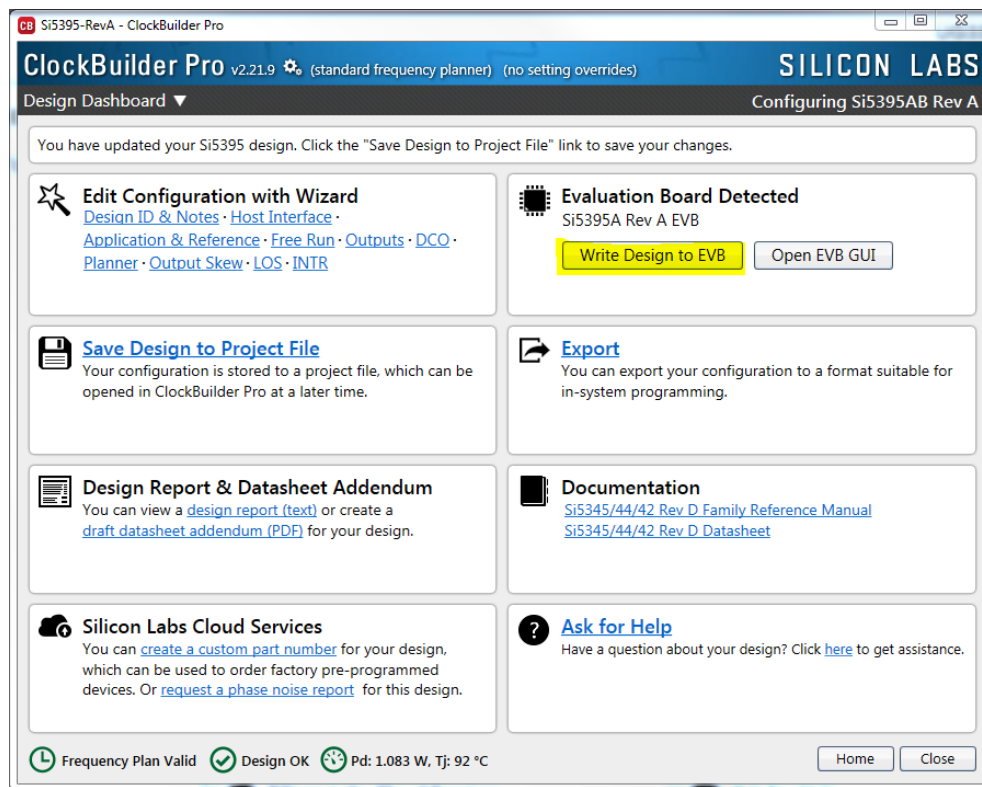 CB Si5395-RevA - ClockBuilder Pro
ClockBuilder Pro v2.21.9 (standard frequency planner) (no setting overrides) SILICON LABS
Design Dashboard ▼ Configuring Si5395AB Rev A
You have updated your Si5395 design. Click the "Save Design to Project File" link to save your changes.
Edit Configuration with Wizard
Design ID & Notes · Host Interface ·
Application & Reference · Free Run · Outputs · DCO ·
Planner · Output Skew · LOS · INTR
Evaluation Board Detected
Si5395A Rev A EVB
Write Design to EVB Open EVB GUI
Save Design to Project File
Your configuration is stored to a project file, which can be
opened in ClockBuilder Pro at a later time.
Export
You can export your configuration to a format suitable for
in-system programming.
Design Report & Datasheet Addendum
You can view a design report (text) or create a
draft datasheet addendum (PDF) for your design.
Documentation
Si5345/44/42 Rev D Family Reference Manual
Si5345/44/42 Rev D Datasheet
Silicon Labs Cloud Services
You can create a custom part number for your design,
which can be used to order factory pre-programmed
devices. Or request a phase noise report for this design.
? Ask for Help
Have a question about your design? Click here to get assistance.
Frequency Plan Valid Design OK Pd: 1.083 W, Tj: 92 °C Home Close